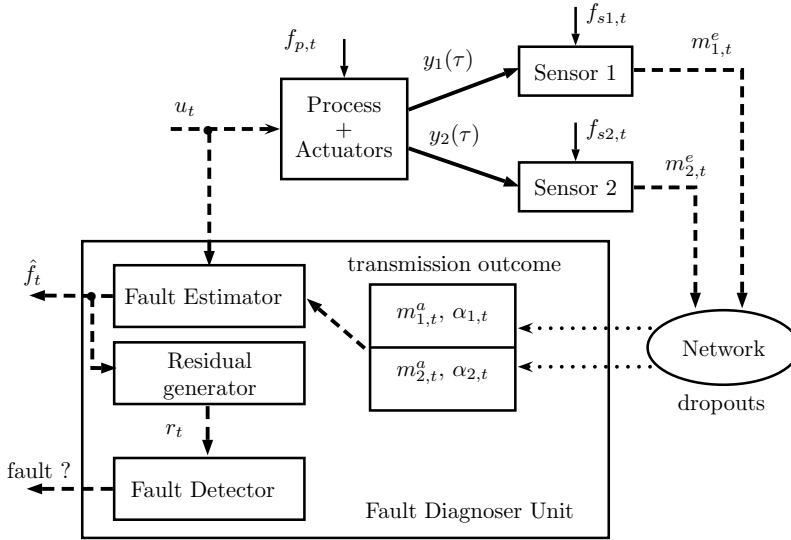 f_{s1,t}
f_{p,t}
m^e_{1,t}
y_1(τ)
Sensor 1
u_t
Process
+
Actuators
y_2(τ)
f_{s2,t}
m^e_{2,t}
Sensor 2
f̂_t
Fault Estimator
transmission outcome
m^a_{1,t}, α_{1,t}
m^a_{2,t}, α_{2,t}
Network
dropouts
Residual
generator
r_t
fault ?
Fault Detector
Fault Diagnoser Unit